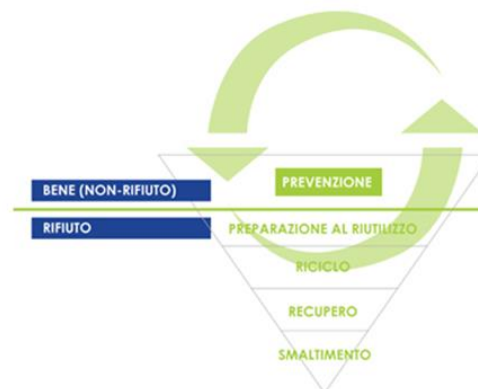 PREVENZIONE
BENE (NON-RIFIUTO)
RIFIUTO
PREPARAZIONE AL RIUTILIZZO
RICICLO
RECUPERO
SMALTIMENTO